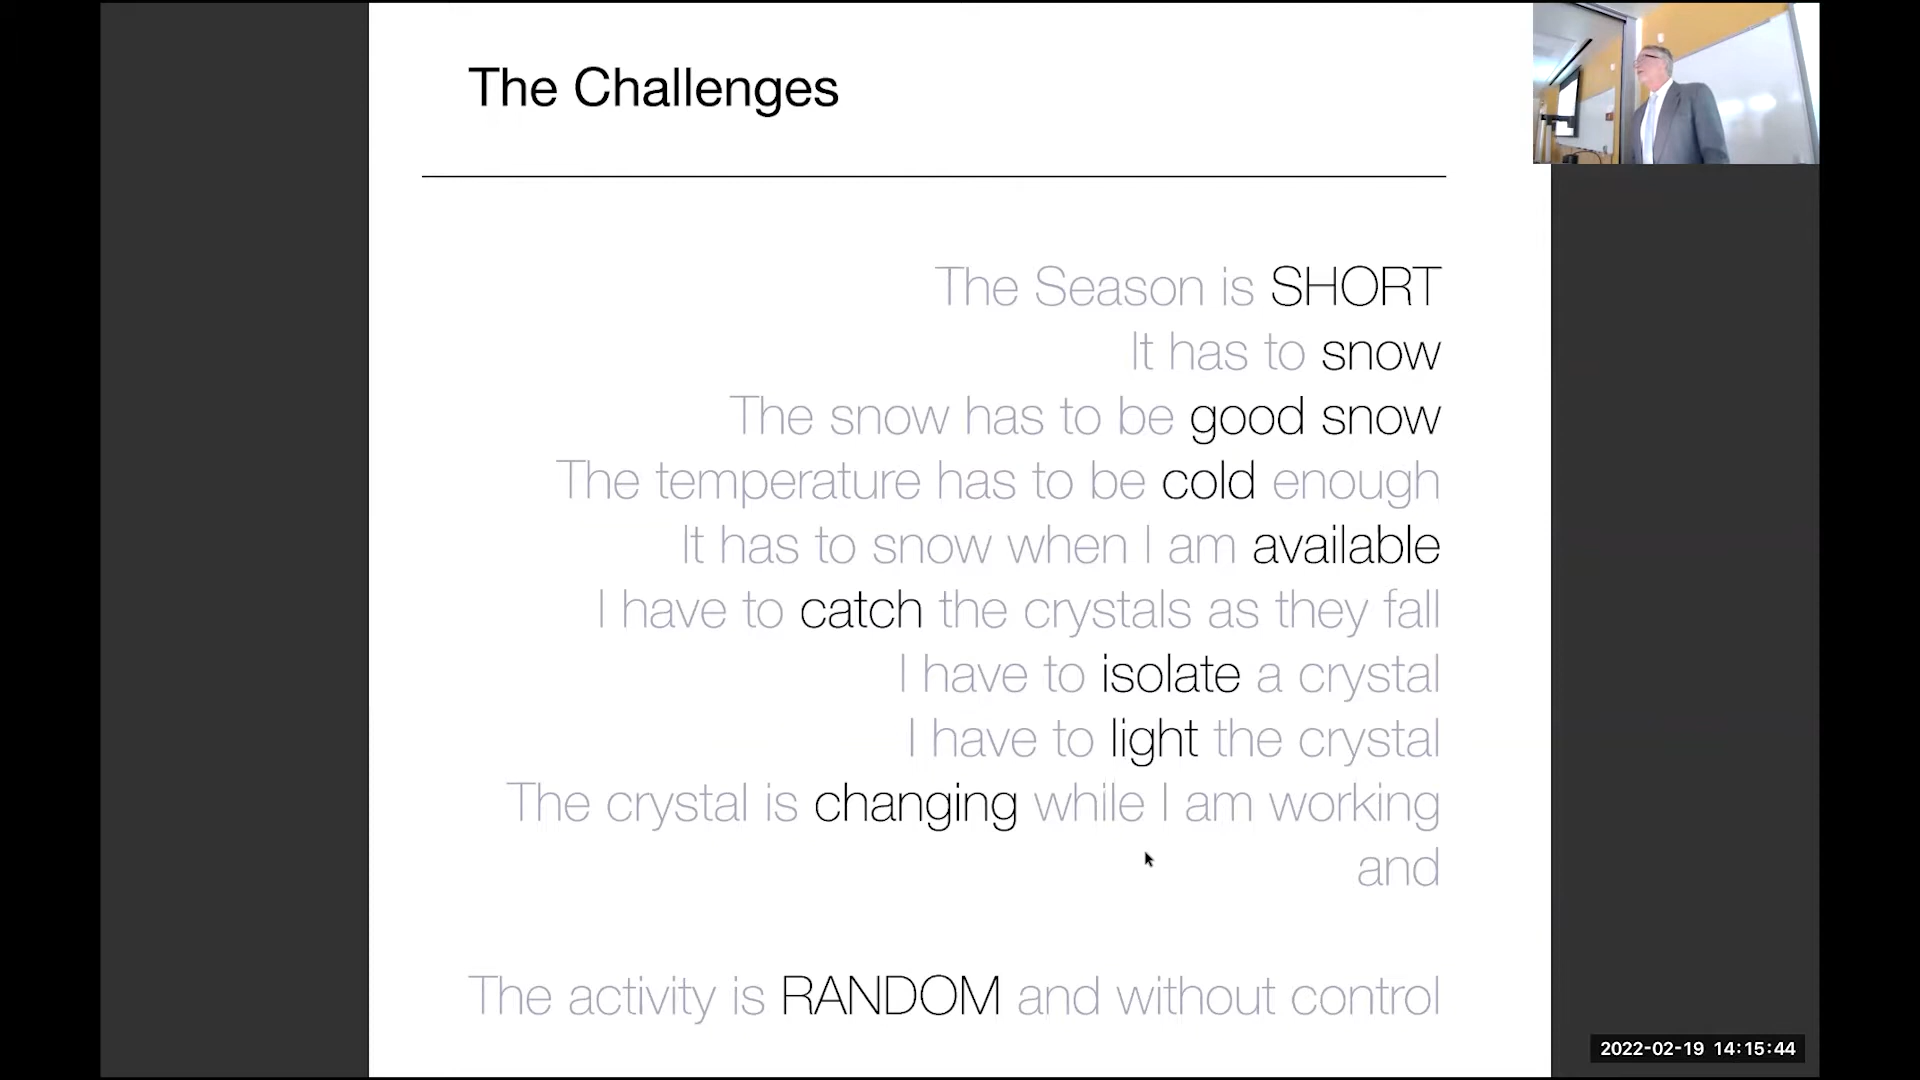 The Challenges
The Season is SHORT
It has to snow
The snow has to be good snow
The temperature has to be cold enough
It has to snow when I am available
I have to catch the crystals as they fall
I have to isolate a crystal
I have to light the crystal
The crystal is changing while I am working
and
The activity is RANDOM and without control
2022-02-19 14:15:44